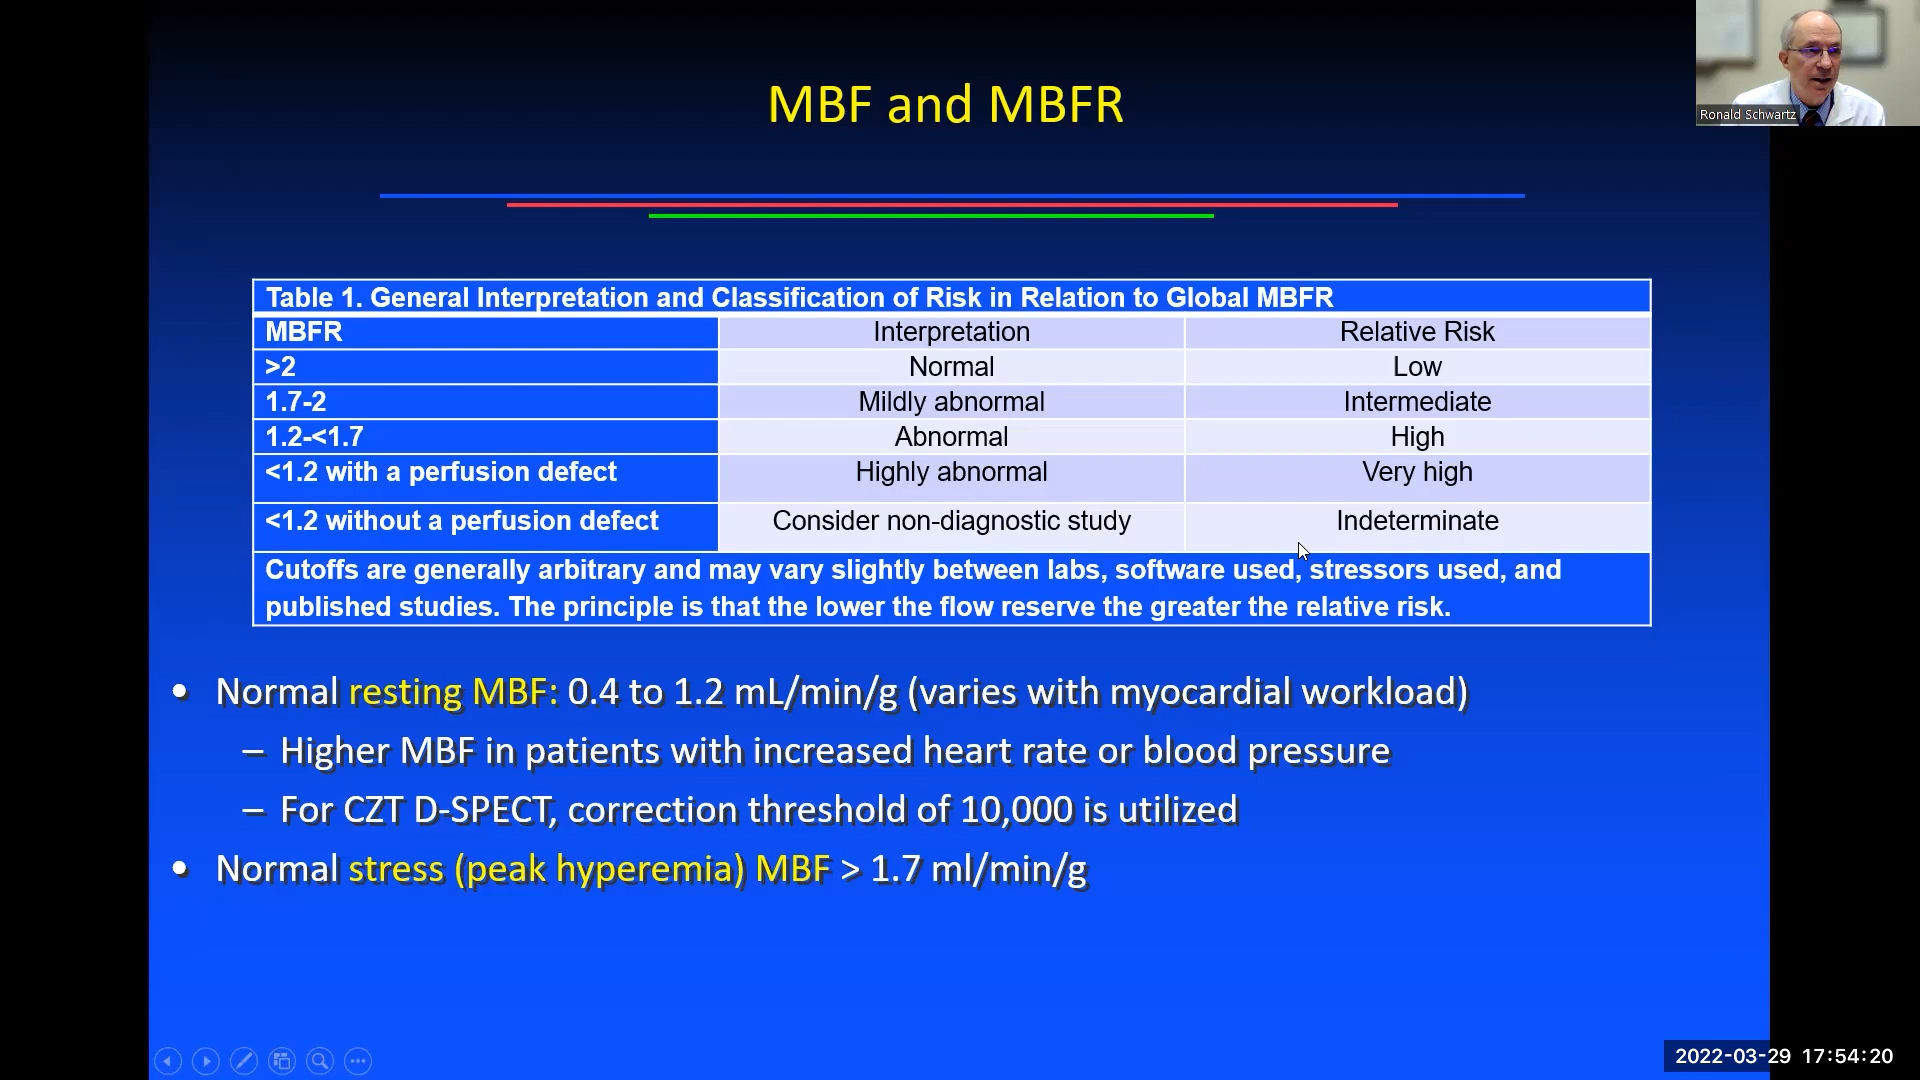 MBF and MBFR
Ronald Schwartz
Table 1. General Interpretation and Classification of Risk in Relation to Global MBFR
MBFR Interpretation Relative Risk
>2 Normal Low
1.7-2 Mildly abnormal Intermediate
1.2-<1.7 Abnormal High
<1.2 with a perfusion defect Highly abnormal Very high
<1.2 without a perfusion defect Consider non-diagnostic study Indeterminate
Cutoffs are generally arbitrary and may vary slightly between labs, software used, stressors used, and
published studies. The principle is that the lower the flow reserve the greater the relative risk.
• Normal resting MBF: 0.4 to 1.2 mL/min/g (varies with myocardial workload)
– Higher MBF in patients with increased heart rate or blood pressure
– For CZT D-SPECT, correction threshold of 10,000 is utilized
• Normal stress (peak hyperemia) MBF > 1.7 ml/min/g
2022-03-29 17:54:20